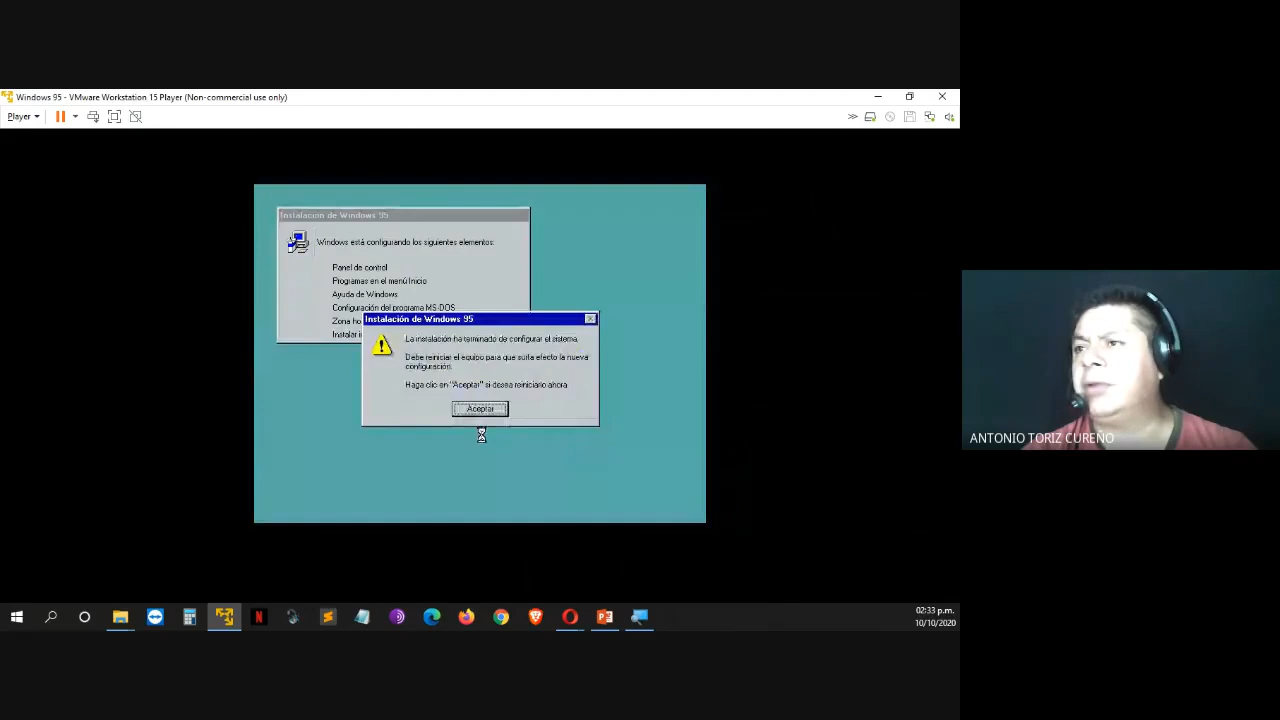 Windows 95 - VMware Workstation 15 Player (Non-commercial use only)
Player
Instalación de Windows 95
Windows está configurando los siguientes elementos:
Panel de control
Programas en el menú Inicio
Ayuda de Windows
Configuración del programa MS-DOS
Zona ho
Instalar i
Instalación de Windows 95
La instalación ha terminado de configurar el sistema.
Debe reiniciar el equipo para que surta efecto la nueva
configuración.
Haga clic en "Aceptar" si desea reiniciarlo ahora
Aceptar
ANTONIO TORIZ CUREÑO
02:33 p.m.
10/10/2020